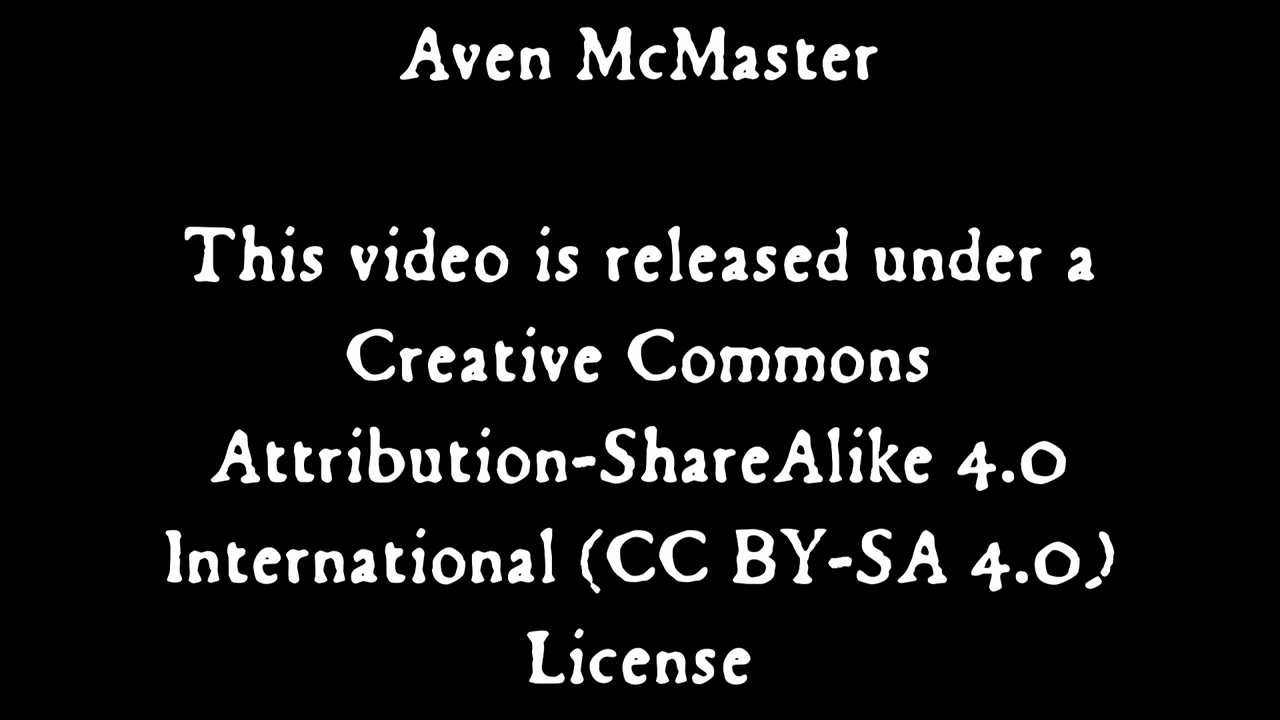 Aven McMaster
This video is released under a
Creative Commons
Attribution-ShareAlike 4.0
International (CC BY-SA 4.0)
License